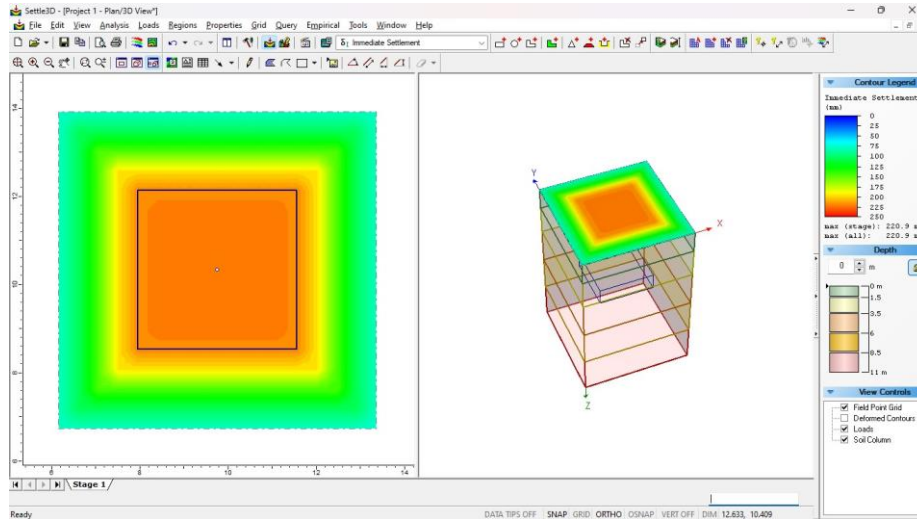 Settle3D - [Project 1 - Plan/3D View*]
File Edit View Analysis Loads Regions Properties Grid Query Empirical Tools Window Help
δI Immediate Settlement
14
12
10
8
6
6 8 10 12 14
Y
X
Z
Contour Legend
Immediate Settlement
(mm)
0
25
50
75
100
125
150
175
200
225
250
max (stage): 220.9
max (all): 220.9
Depth
0 m
0 m
1.5
3.5
6
8.5
11 m
View Controls
Field Point Grid
Deformed Contours
Loads
Soil Column
Stage 1
Ready
DATA TIPS OFF SNAP GRID ORTHO OSNAP VERT OFF DIM 12.633, 10.409